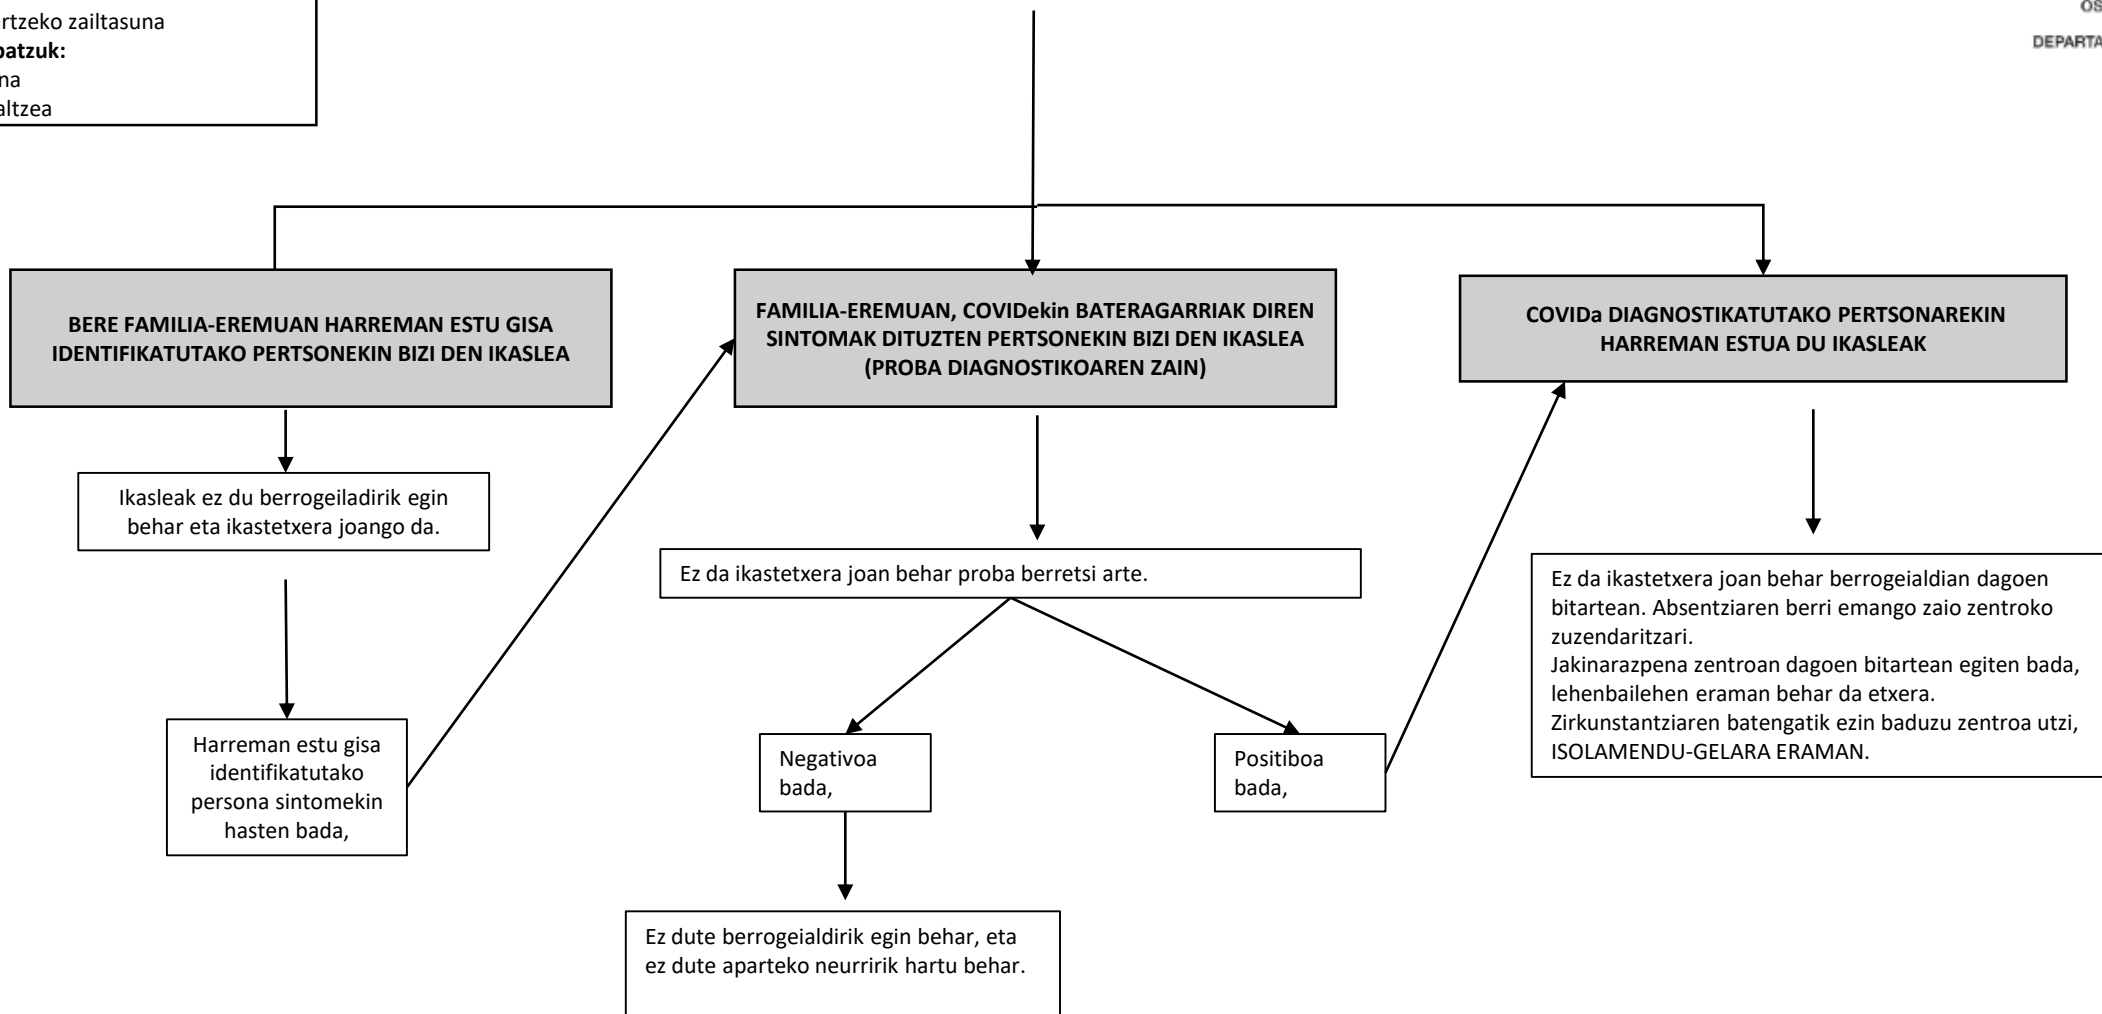 rtzeko zailtasuna
batzuk:
na
altzea
OS
DEPARTA
BERE FAMILIA-EREMUAN HARREMAN ESTU GISA
IDENTIFIKATUTAKO PERTSONEKIN BIZI DEN IKASLEA
FAMILIA-EREMUAN, COVIDekin BATERAGARRIAK DIREN
SINTOMAK DITUZTEN PERTSONEKIN BIZI DEN IKASLEA
(PROBA DIAGNOSTIKOAREN ZAIN)
COVIDa DIAGNOSTIKATUTAKO PERTSONAREKIN
HARREMAN ESTUA DU IKASLEAK
Ikasleak ez du berrogeiladirik egin
behar eta ikastetxera joango da.
Ez da ikastetxera joan behar proba berretsi arte.
Ez da ikastetxera joan behar berrogeialdian dagoen
bitartean. Absentziaren berri emango zaio zentroko
zuzendaritzari.
Jakinarazpena zentroan dagoen bitartean egiten bada,
lehenbailehen eraman behar da etxera.
Zirkunstantziaren batengatik ezin baduzu zentroa utzi,
ISOLAMENDU-GELARA ERAMAN.
Harreman estu gisa
identifikatutako
persona sintomekin
hasten bada,
Negativoa
bada,
Positiboa
bada,
Ez dute berrogeialdirik egin behar, eta
ez dute aparteko neurririk hartu behar.